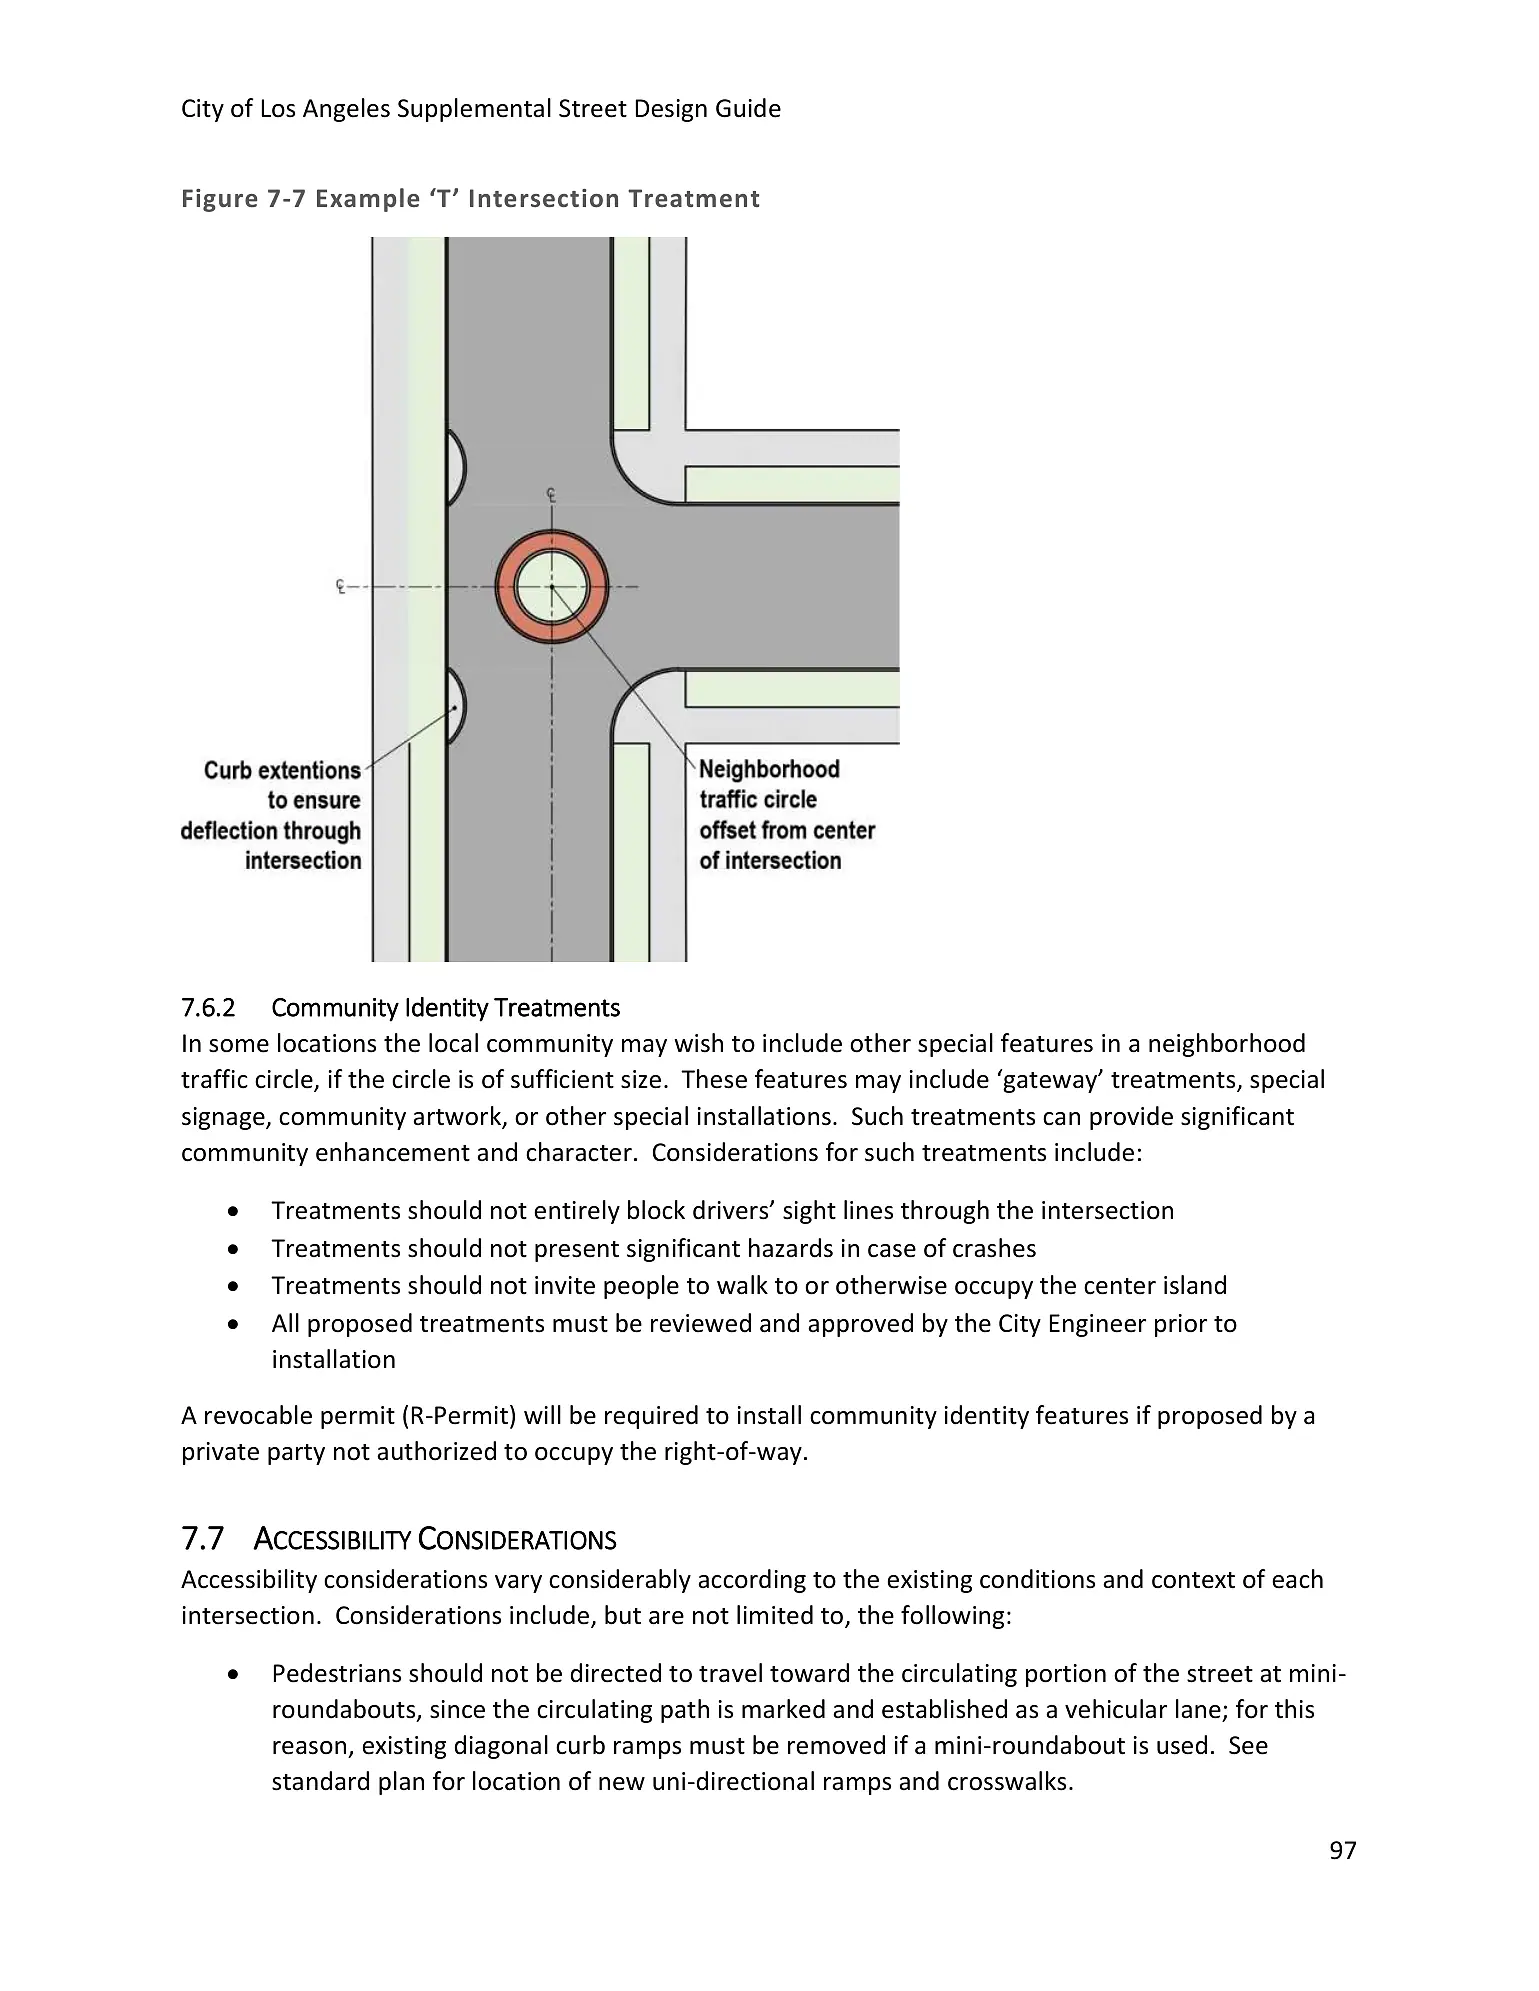 City of Los Angeles Supplemental Street Design Guide
Figure 7-7 Example ‘T’ Intersection Treatment
℄
℄
Curb extentions
to ensure
deflection through
intersection
Neighborhood
traffic circle
offset from center
of intersection
7.6.2 Community Identity Treatments
In some locations the local community may wish to include other special features in a neighborhood
traffic circle, if the circle is of sufficient size.  These features may include ‘gateway’ treatments, special
signage, community artwork, or other special installations.  Such treatments can provide significant
community enhancement and character.  Considerations for such treatments include:
• Treatments should not entirely block drivers’ sight lines through the intersection
• Treatments should not present significant hazards in case of crashes
• Treatments should not invite people to walk to or otherwise occupy the center island
• All proposed treatments must be reviewed and approved by the City Engineer prior to
installation
A revocable permit (R-Permit) will be required to install community identity features if proposed by a
private party not authorized to occupy the right-of-way.
7.7 ACCESSIBILITY CONSIDERATIONS
Accessibility considerations vary considerably according to the existing conditions and context of each
intersection.  Considerations include, but are not limited to, the following:
• Pedestrians should not be directed to travel toward the circulating portion of the street at mini-
roundabouts, since the circulating path is marked and established as a vehicular lane; for this
reason, existing diagonal curb ramps must be removed if a mini-roundabout is used.  See
standard plan for location of new uni-directional ramps and crosswalks.
97